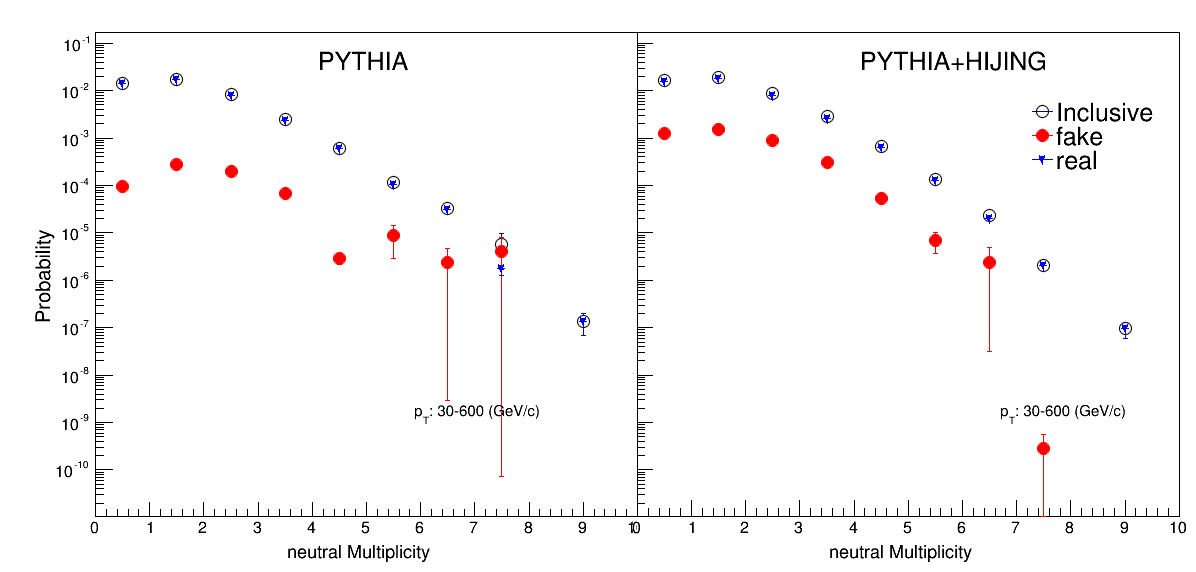 PYTHIA
PYTHIA+HIJING
Inclusive
fake
real
Probability
10⁻¹
10⁻²
10⁻³
10⁻⁴
10⁻⁵
10⁻⁶
10⁻⁷
10⁻⁸
10⁻⁹
10⁻¹⁰
p_T: 30-600 (GeV/c)
p_T: 30-600 (GeV/c)
0 1 2 3 4 5 6 7 8 9 10
1 2 3 4 5 6 7 8 9 10
neutral Multiplicity
neutral Multiplicity